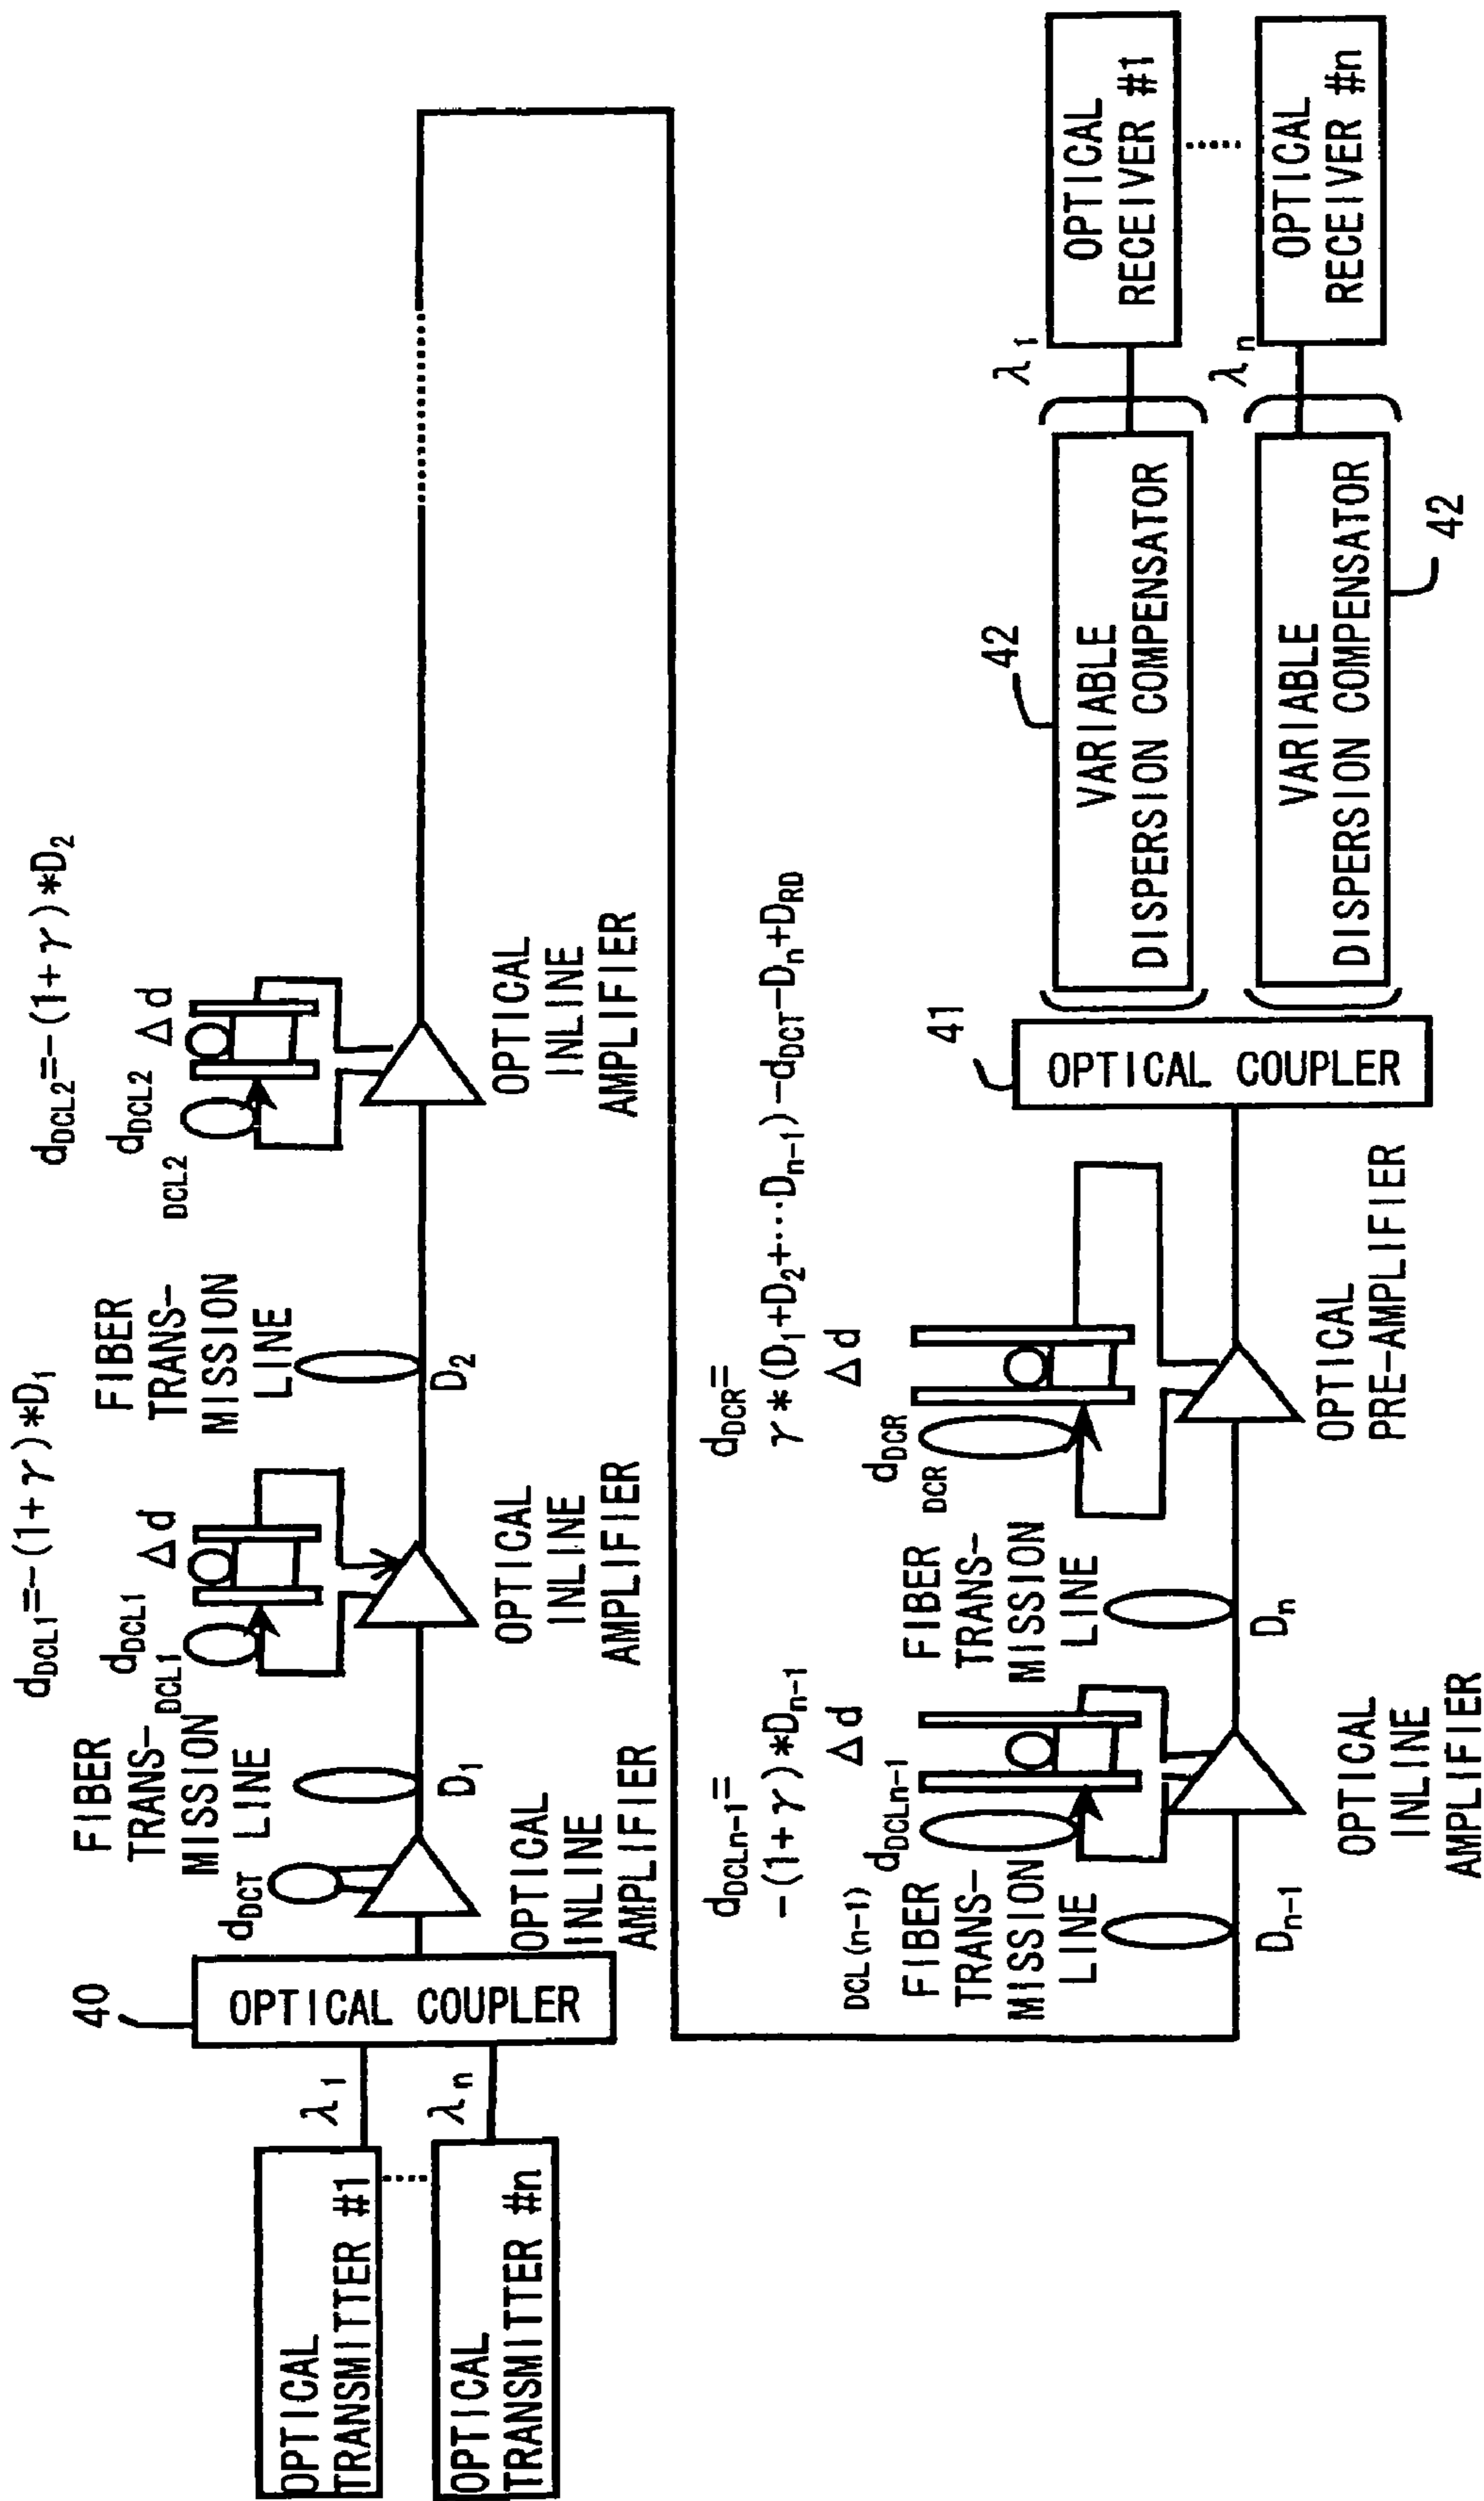 OPTICAL
TRANSMITTER #1
OPTICAL
TRANSMITTER #n
λ1
λn
40
OPTICAL COUPLER
dDCT
OPTICAL
INLINE
AMPLIFIER
FIBER
TRANS-
MISSION
LINE
D1
dDCL1=-(1+γ)*D1
dDCL1 Δd
DCL1
OPTICAL
INLINE
AMPLIFIER
FIBER
TRANS-
MISSION
LINE
D2
dDCL2=-(1+γ)*D2
dDCL2 Δd
DCL2
OPTICAL
INLINE
AMPLIFIER
DCL(n-1)
FIBER
TRANS-
MISSION
LINE
Dn-1
dDCLn-1=
-(1+γ)*Dn-1
dDCLn-1 Δd
OPTICAL
INLINE
AMPLIFIER
FIBER
TRANS-
MISSION
LINE
Dn
dDCR=
γ*(D1+D2+···Dn-1)-dDCT-Dn+DRD
dDCR Δd
DCR
OPTICAL
PRE-AMPLIFIER
41
OPTICAL COUPLER
42
VARIABLE
DISPERSION COMPENSATOR
VARIABLE
DISPERSION COMPENSATOR
42
λ1
λn
OPTICAL
RECEIVER #1
OPTICAL
RECEIVER #n